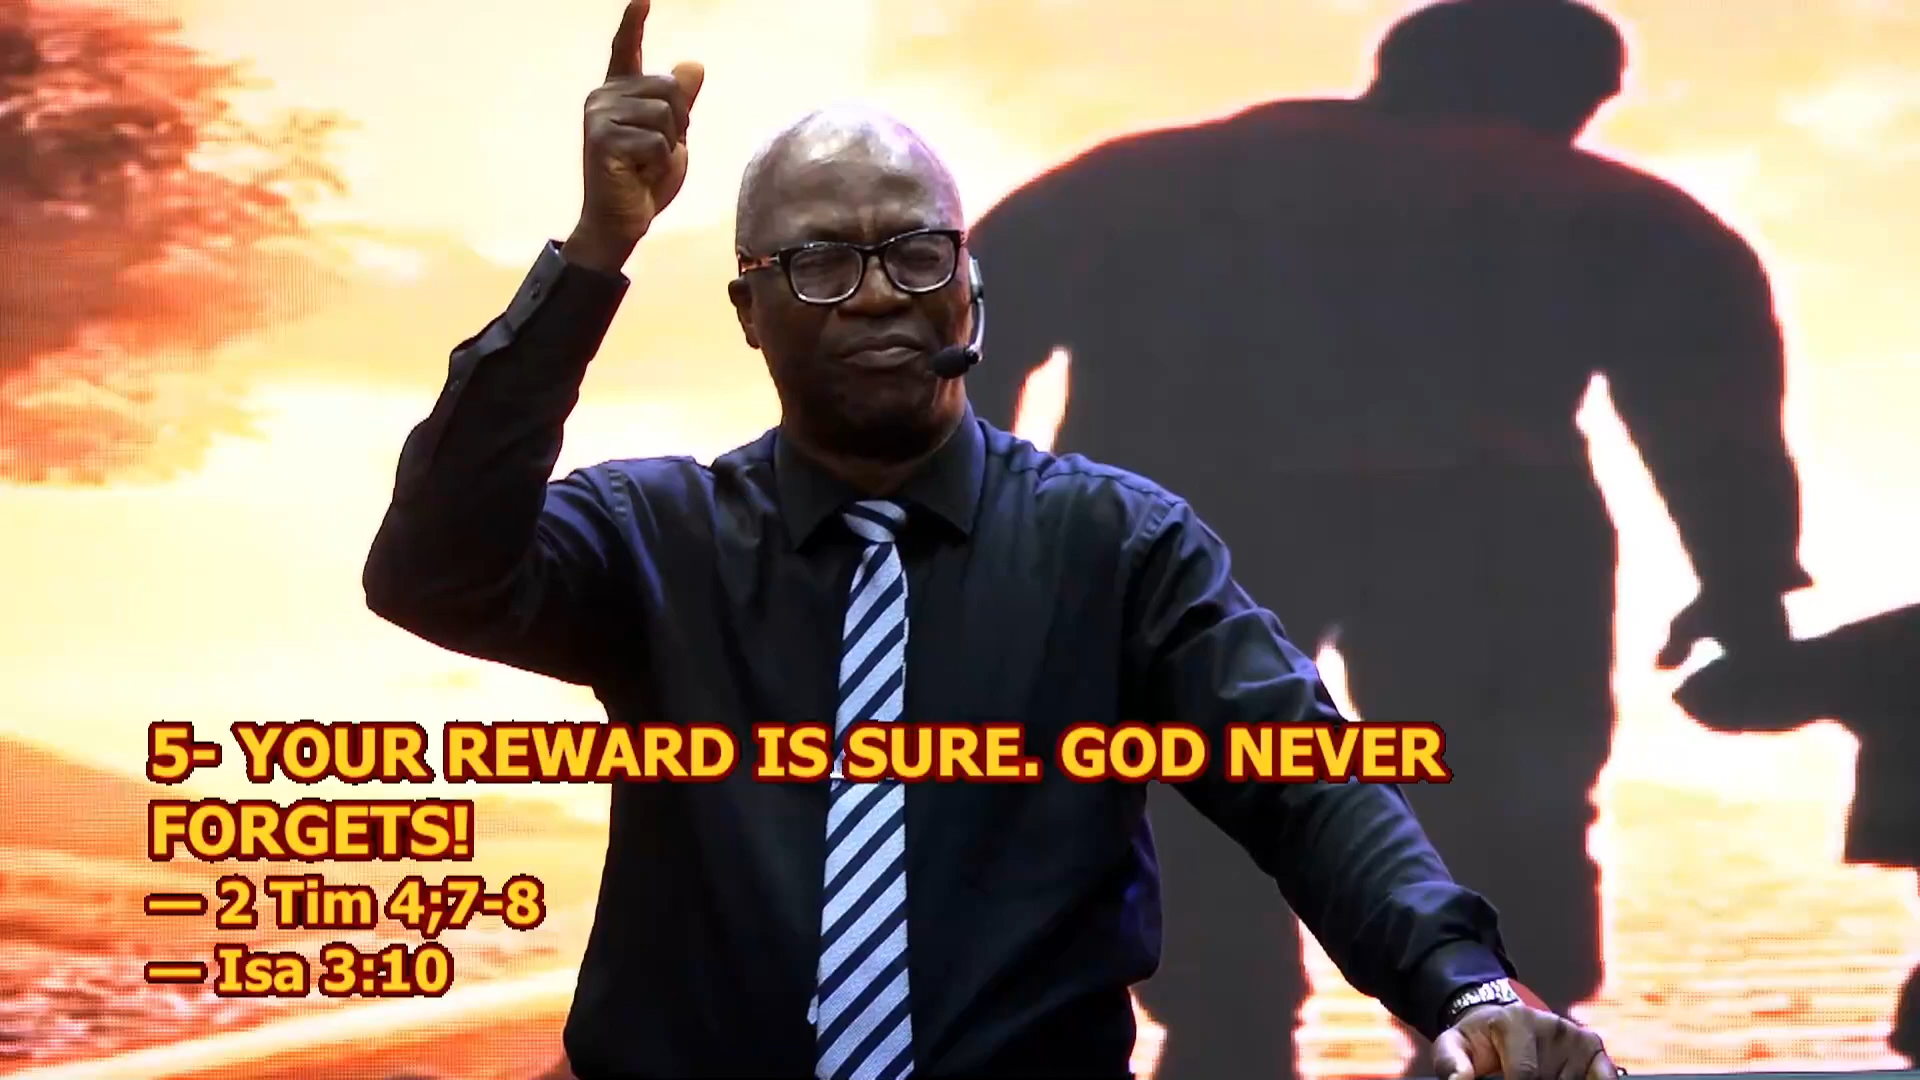 5- YOUR REWARD IS SURE. GOD NEVER
FORGETS!
— 2 Tim 4;7-8
— Isa 3:10